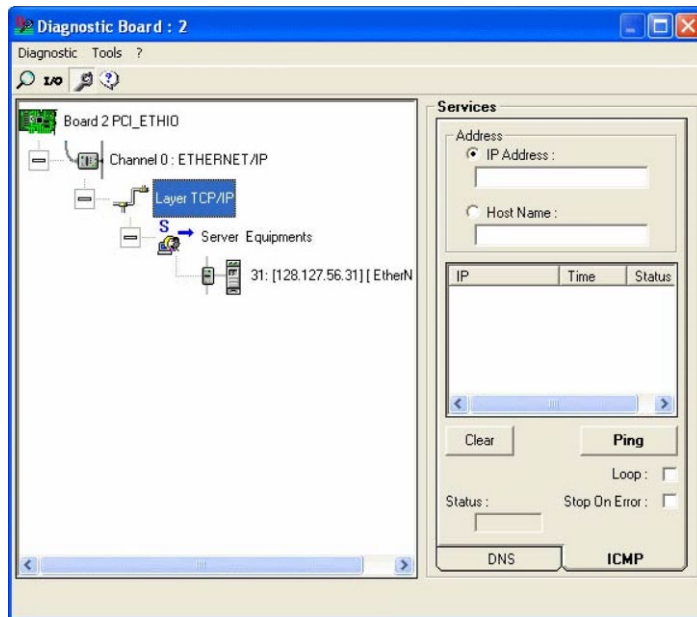 Diagnostic Board : 2
Diagnostic Tools ?
I/O
Board 2 PCI_ETHIO
Channel 0 : ETHERNET/IP
Layer TCP/IP
S
Server Equipments
31: [128.127.56.31] [ EtherN
Services
Address
IP Address :
Host Name :
IP Time Status
Clear Ping
Loop :
Status : Stop On Error :
DNS ICMP